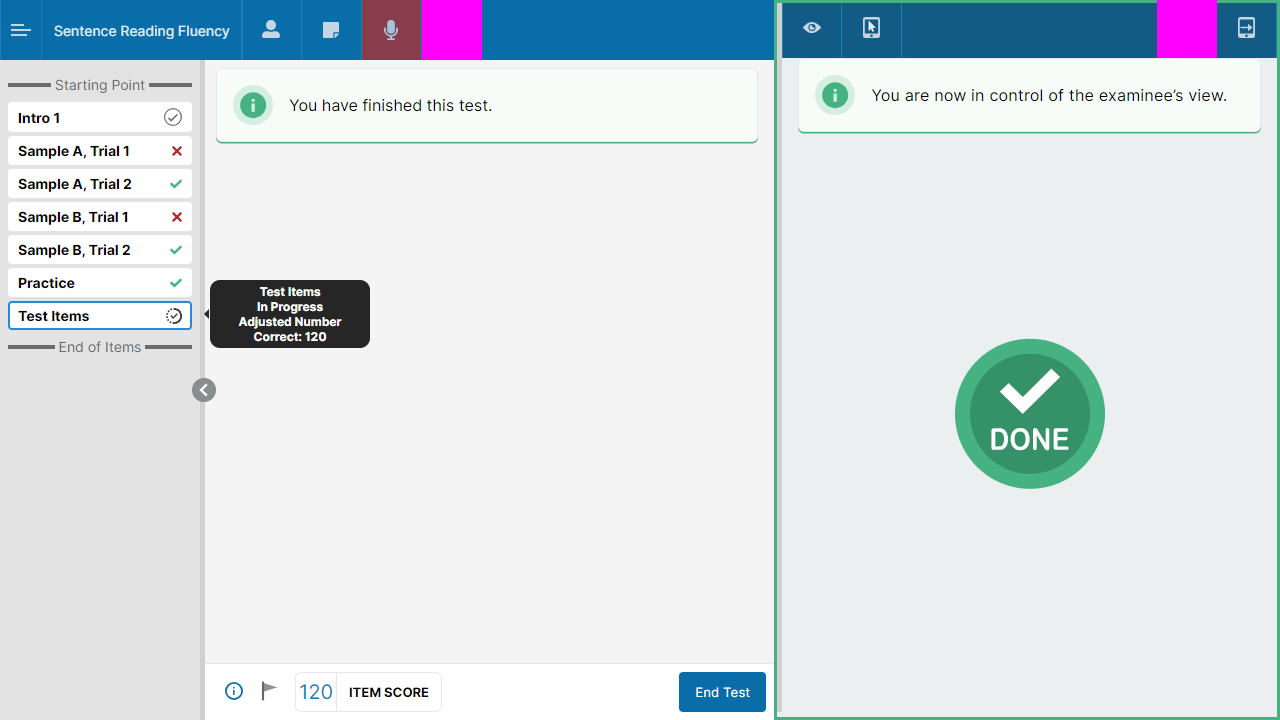 Sentence Reading Fluency
Starting Point
Intro 1
Sample A, Trial 1
Sample A, Trial 2
Sample B, Trial 1
Sample B, Trial 2
Practice
Test Items
End of Items
You have finished this test.
Test Items
In Progress
Adjusted Number
Correct: 120
120 ITEM SCORE
End Test
You are now in control of the examinee’s view.
DONE